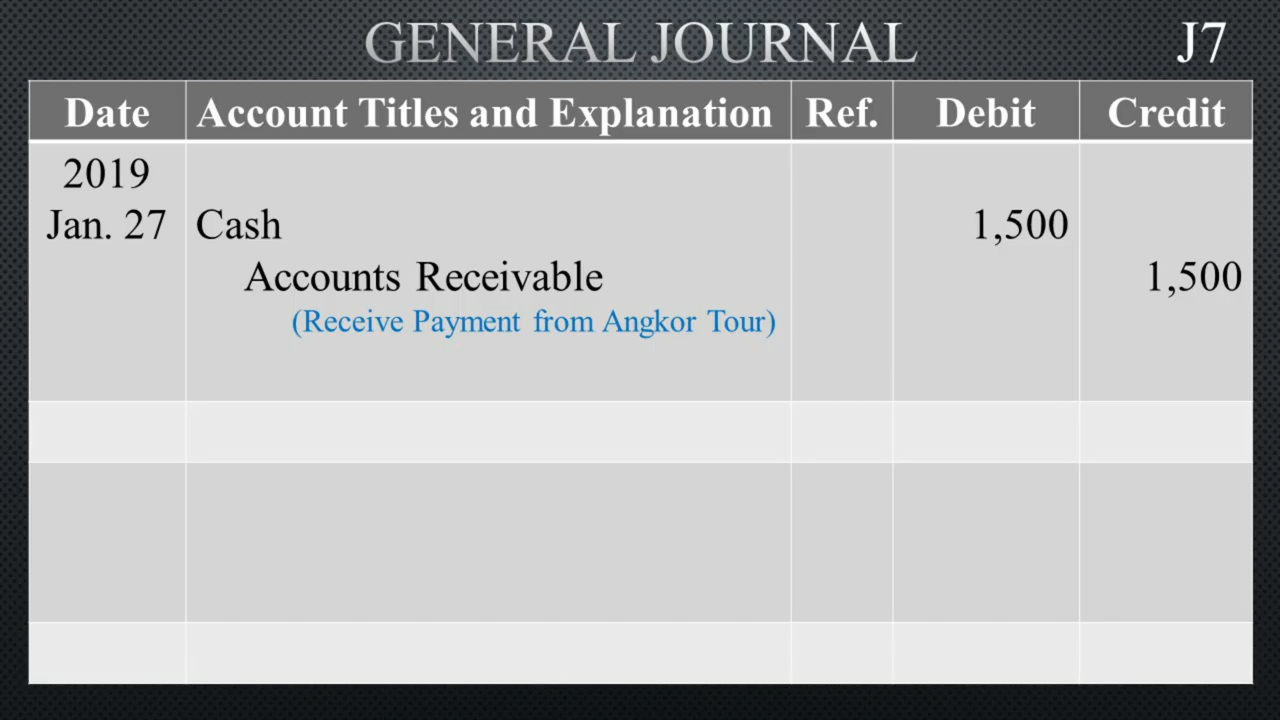 GENERAL JOURNAL J7
Date Account Titles and Explanation Ref. Debit Credit
2019
Jan. 27 Cash 1,500
Accounts Receivable 1,500
(Receive Payment from Angkor Tour)